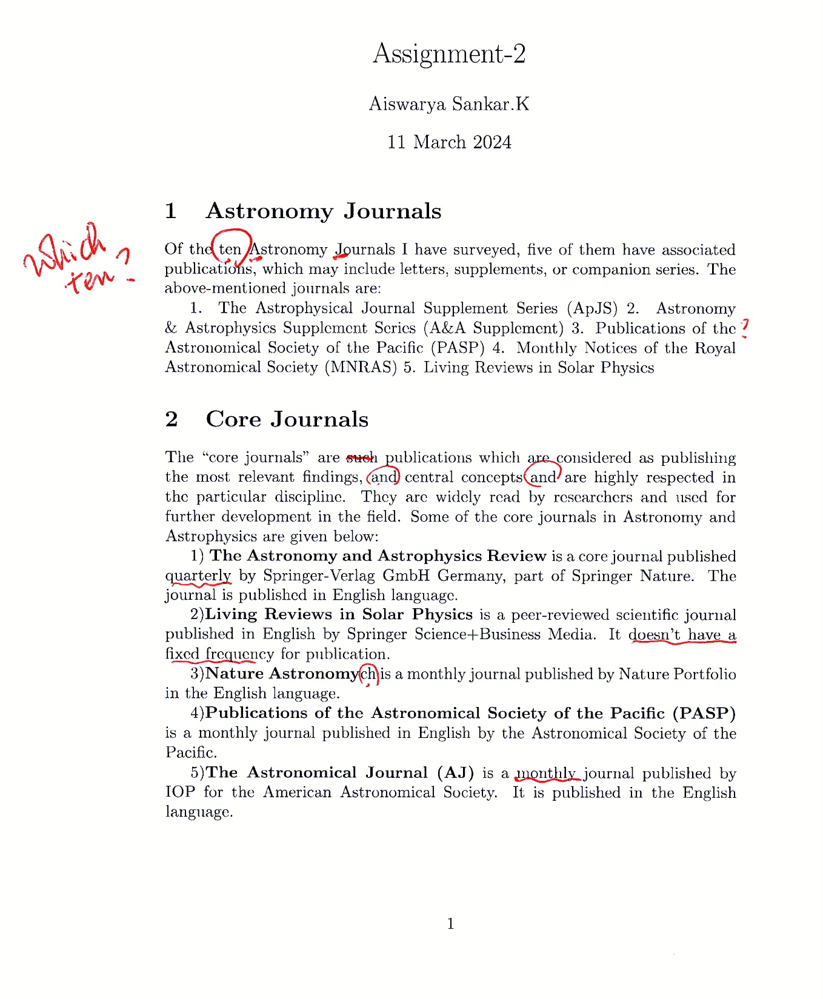 Assignment-2
Aiswarya Sankar.K
11 March 2024
1 Astronomy Journals
which
ten ?
Of the ten Astronomy Journals I have surveyed, five of them have associated
publications, which may include letters, supplements, or companion series. The
above-mentioned journals are:
1. The Astrophysical Journal Supplement Series (ApJS) 2. Astronomy
& Astrophysics Supplement Series (A&A Supplement) 3. Publications of the ?
Astronomical Society of the Pacific (PASP) 4. Monthly Notices of the Royal
Astronomical Society (MNRAS) 5. Living Reviews in Solar Physics
2 Core Journals
The “core journals” are such publications which are considered as publishing
the most relevant findings, and central concepts and are highly respected in
the particular discipline. They are widely read by researchers and used for
further development in the field. Some of the core journals in Astronomy and
Astrophysics are given below:
1) The Astronomy and Astrophysics Review is a core journal published
quarterly by Springer-Verlag GmbH Germany, part of Springer Nature. The
journal is published in English language.
2)Living Reviews in Solar Physics is a peer-reviewed scientific journal
published in English by Springer Science+Business Media. It doesn’t have a
fixed frequency for publication.
3)Nature Astronomych is a monthly journal published by Nature Portfolio
in the English language.
4)Publications of the Astronomical Society of the Pacific (PASP)
is a monthly journal published in English by the Astronomical Society of the
Pacific.
5)The Astronomical Journal (AJ) is a monthly journal published by
IOP for the American Astronomical Society. It is published in the English
language.
1